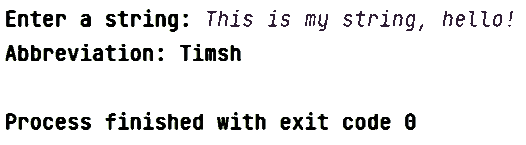 Enter a string: This is my string, hello!
Abbreviation: Timsh
Process finished with exit code 0